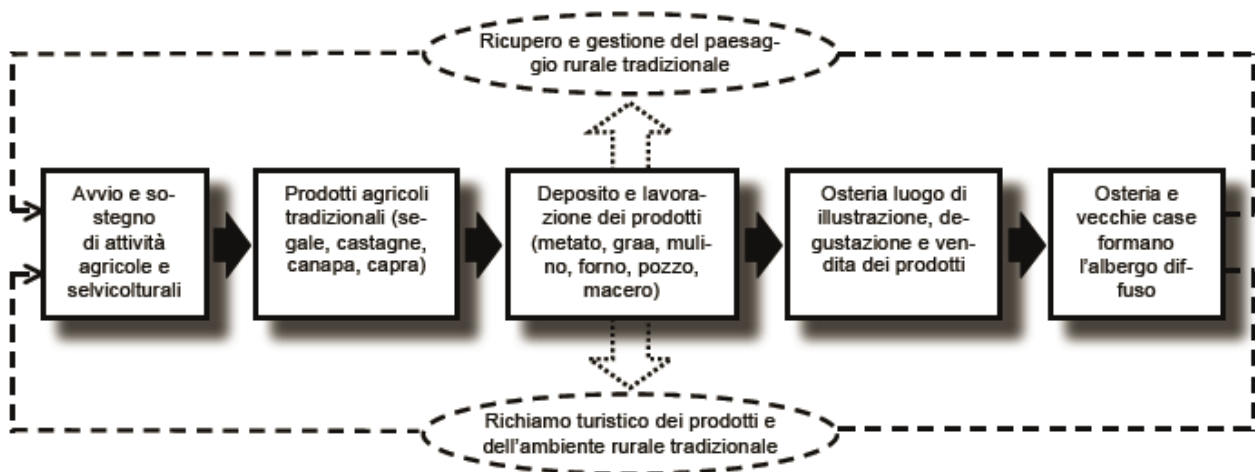 Ricupero e gestione del paesag-
gio rurale tradizionale
Avvio e so-
stegno
di attività
agricole e
selvicolturali
Prodotti agricoli
tradizionali (se-
gale, castagne,
canapa, capra)
Deposito e lavora-
zione dei prodotti
(metato, graa, muli-
no, forno, pozzo,
macero)
Osteria luogo di
illustrazione, de-
gustazione e ven-
dita dei prodotti
Osteria e
vecchie case
formano
l'albergo dif-
fuso
Richiamo turistico dei prodotti e
dell'ambiente rurale tradizionale